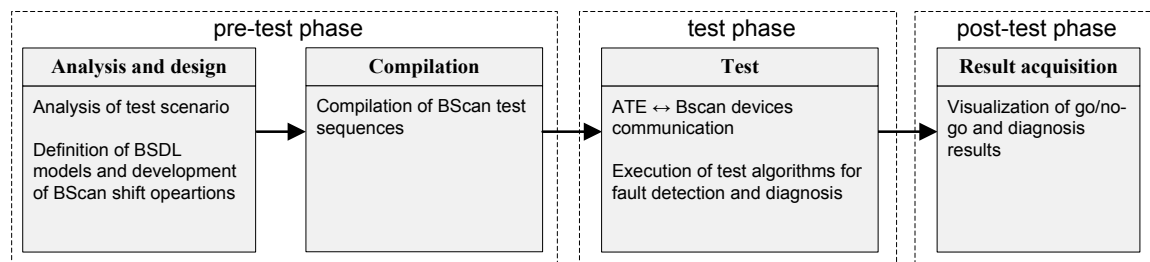 pre-test phase
test phase
post-test phase
Analysis and design
Analysis of test scenario
Definition of BSDL
models and development
of BScan shift opeartions
Compilation
Compilation of BScan test
sequences
Test
ATE ↔ Bscan devices
communication
Execution of test algorithms for
fault detection and diagnosis
Result acquisition
Visualization of go/no-
go and diagnosis
results